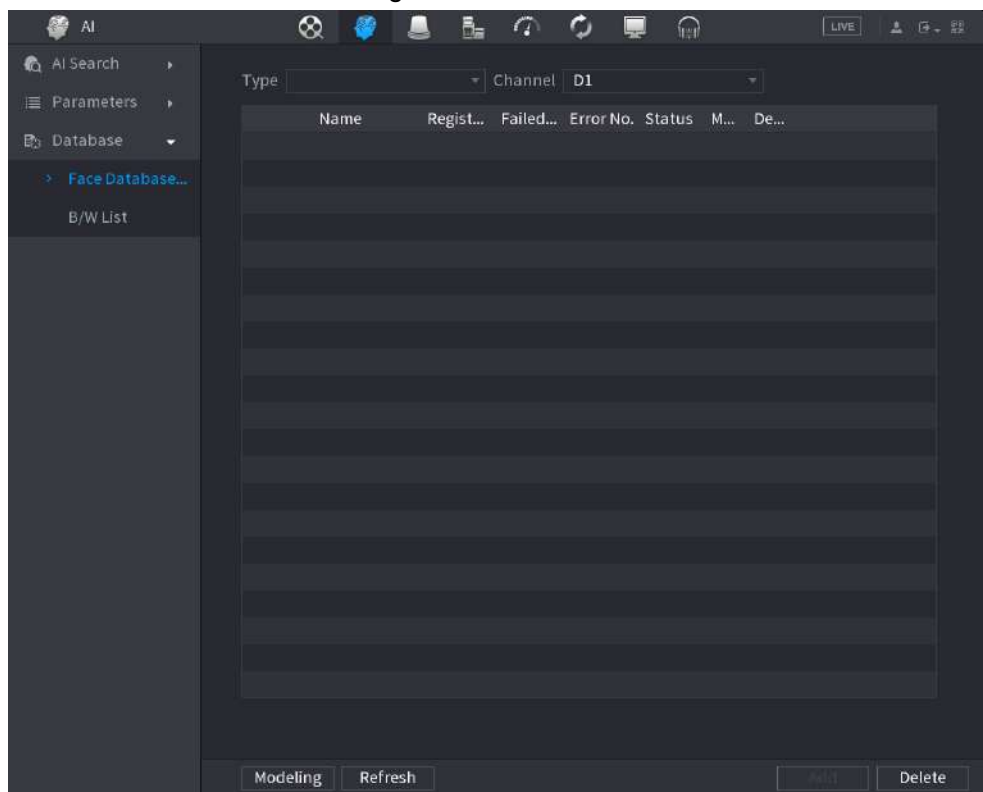 AI LIVE
AI Search
Type Channel D1
Parameters
Name Regist... Failed... Error No. Status M... De...
Database
Face Database...
B/W List
Modeling Refresh Add Delete